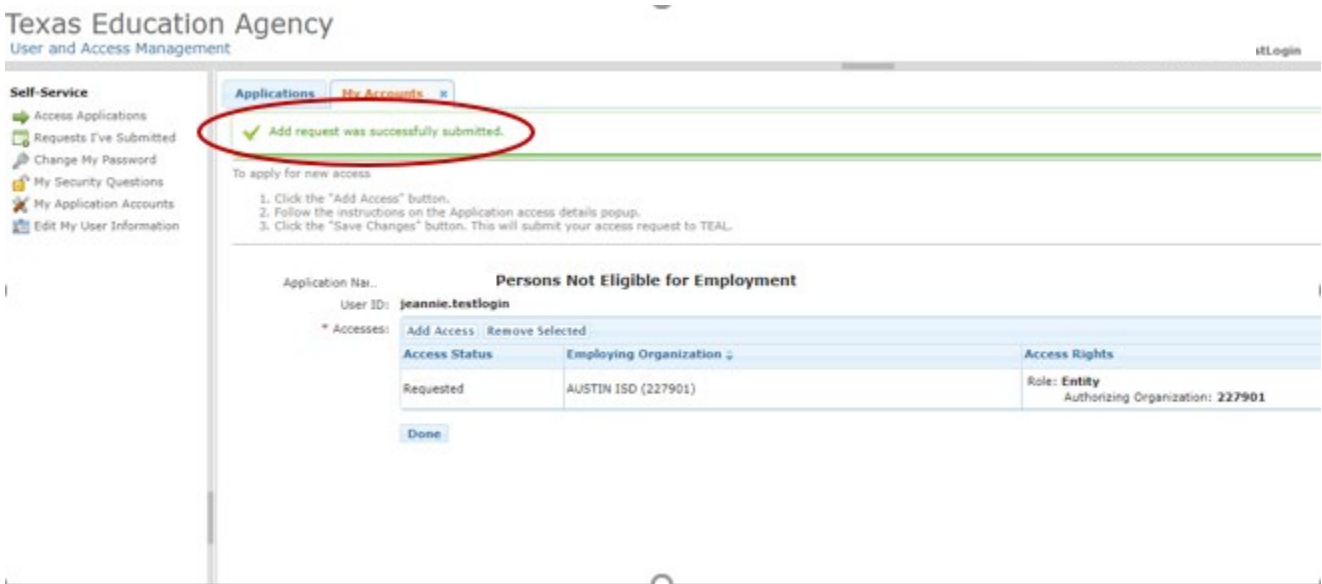 Texas Education Agency
User and Access Management
stLogin
Self-Service
Access Applications
Requests I've Submitted
Change My Password
My Security Questions
My Application Accounts
Edit My User Information
Applications My Accounts x
Add request was successfully submitted.
To apply for new access
1. Click the "Add Access" button.
2. Follow the instructions on the Application access details popup.
3. Click the "Save Changes" button. This will submit your access request to TEAL.
Application Nai.. Persons Not Eligible for Employment
User ID: jeannie.testlogin
* Accesses: Add Access Remove Selected
Access Status Employing Organization Access Rights
Requested AUSTIN ISD (227901) Role: Entity
Authorizing Organization: 227901
Done